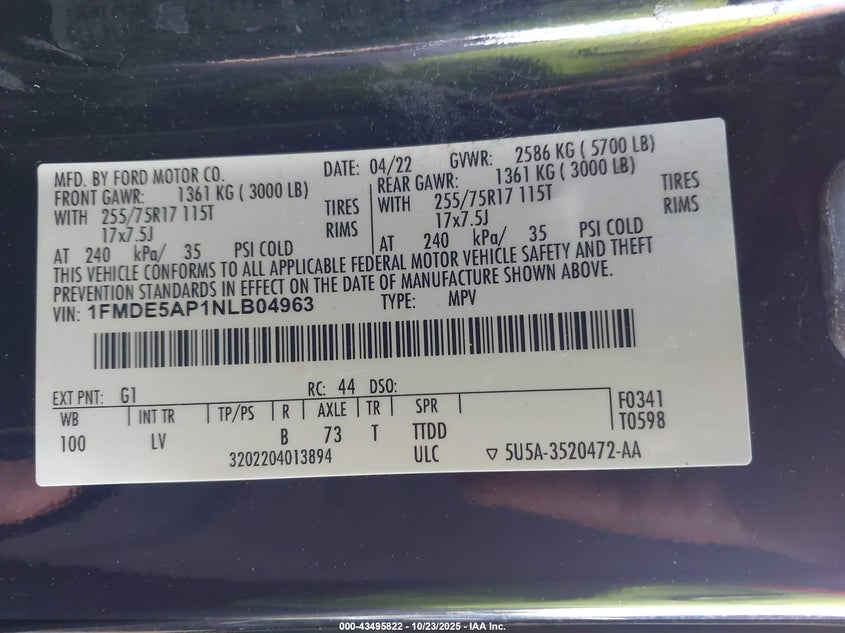 MFD. BY FORD MOTOR CO. DATE: 04/22 GVWR: 2586 KG ( 5700 LB)
FRONT GAWR: 1361 KG ( 3000 LB) REAR GAWR: 1361 KG ( 3000 LB)
WITH 255/75R17 115T TIRES WITH 255/75R17 115T TIRES
17x7.5J RIMS 17x7.5J RIMS
AT 240 kPa/ 35 PSI COLD AT 240 kPa/ 35 PSI COLD
THIS VEHICLE CONFORMS TO ALL APPLICABLE FEDERAL MOTOR VEHICLE SAFETY AND THEFT
PREVENTION STANDARDS IN EFFECT ON THE DATE OF MANUFACTURE SHOWN ABOVE.
VIN: 1FMDE5AP1NLB04963 TYPE: MPV
EXT PNT: G1 RC: 44 DSO: F0341
WB INT TR TP/PS R AXLE TR SPR T0598
100 LV B 73 T TTDD
3202204013894 ULC ▽ 5U5A-3520472-AA
000-43495822 - 10/23/2025 - IAA Inc.